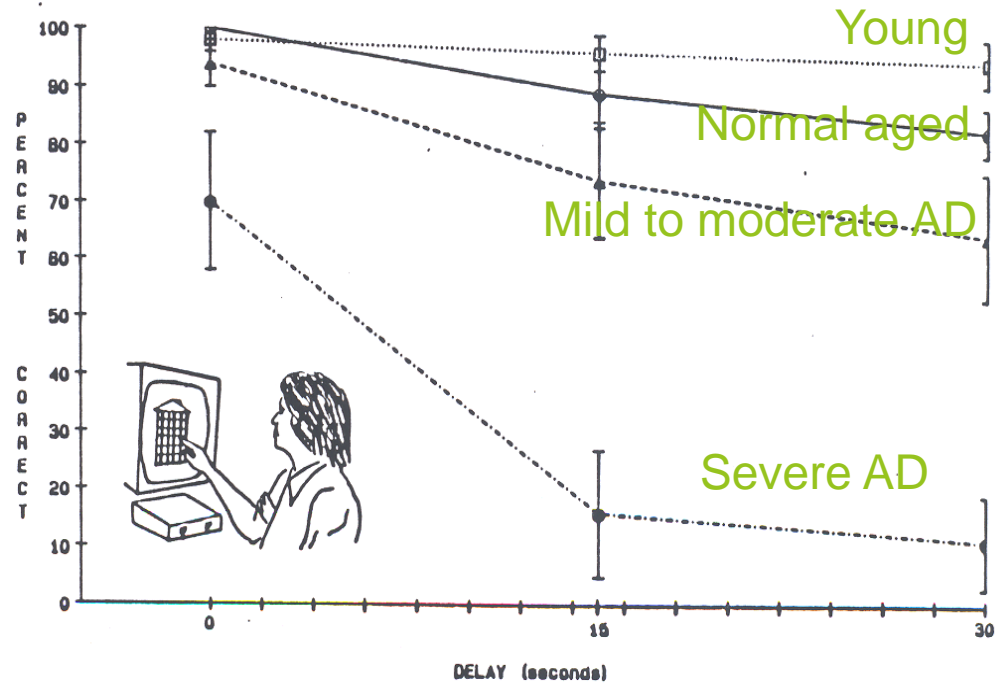 PERCENT CORRECT
100
90
80
70
60
50
40
30
20
10
0
Young
Normal aged
Mild to moderate AD
Severe AD
0 15 30
DELAY (seconds)